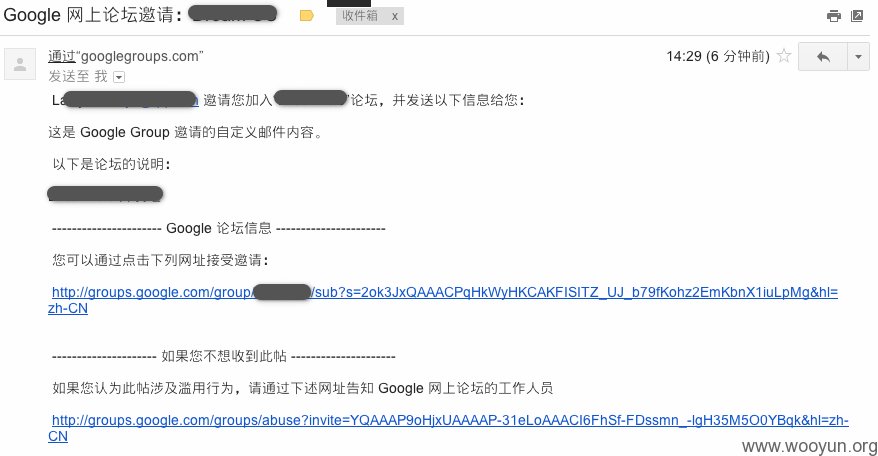 Google 网上论坛邀请：
收件箱 x
通过“googlegroups.com”
14:29 (6 分钟前)
发送至 我
La 邀请您加入“ ”论坛，并发送以下信息给您：
这是 Google Group 邀请的自定义邮件内容。
以下是论坛的说明：
---------------------- Google 论坛信息 ----------------------
您可以通过点击下列网址接受邀请：
http://groups.google.com/group/ /sub?s=2ok3JxQAAACPqHkWyHKCAKFISITZ_UJ_b79fKohz2EmKbnX1iuLpMg&hl=
zh-CN
--------------------- 如果您不想收到此帖 ---------------------
如果您认为此帖涉及滥用行为，请通过下述网址告知 Google 网上论坛的工作人员
http://groups.google.com/groups/abuse?invite=YQAAAP9oHjxUAAAAP-31eLoAAACI6FhSf-FDssmn_-lgH35M5O0YBqk&hl=zh-
CN
www.wooyun.org